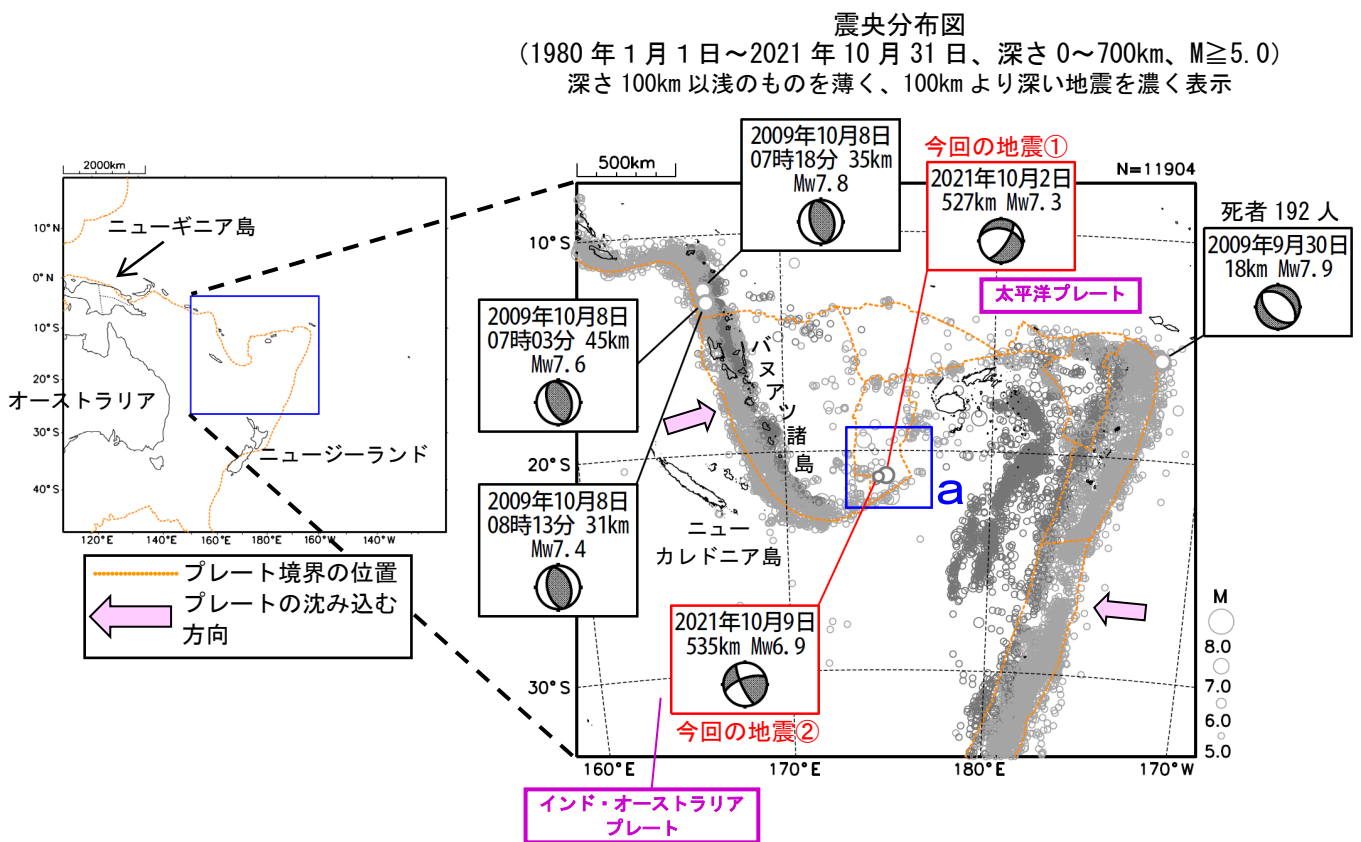 震央分布図
(1980年1月1日~2021年10月31日、深さ0~700km、M≧5.0)
深さ100km以浅のものを薄く、100kmより深い地震を濃く表示
2000km
ニューギニア島
オーストラリア
ニュージーランド
10°N
0°N
10°S
20°S
30°S
40°S
120°E
140°E
160°E
180°E
160°W
140°W
プレート境界の位置
プレートの沈み込む
方向
500km
N=11904
2009年10月8日
07時18分 35km
Mw7.8
今回の地震①
2021年10月2日
527km Mw7.3
死者192人
2009年9月30日
18km Mw7.9
太平洋プレート
2009年10月8日
07時03分 45km
Mw7.6
バヌアツ諸島
a
2009年10月8日
08時13分 31km
Mw7.4
ニュー
カレドニア島
2021年10月9日
535km Mw6.9
今回の地震②
インド・オーストラリア
プレート
10°S
20°S
30°S
160°E
170°E
180°E
170°W
M
8.0
7.0
6.0
5.0